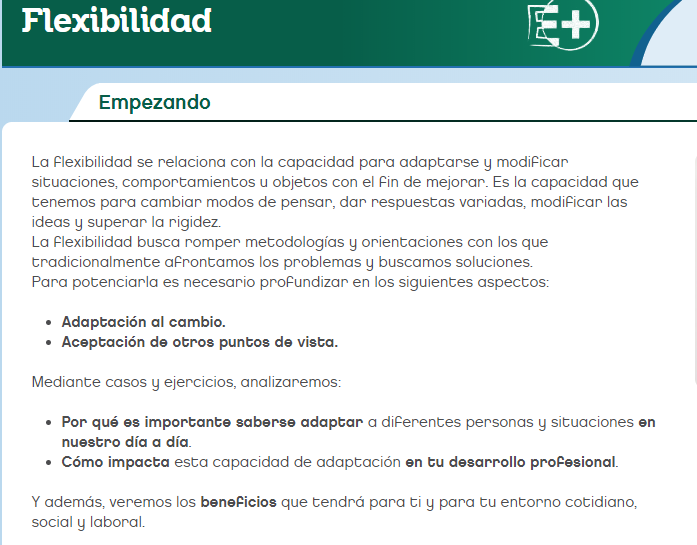 Flexibilidad
E+
Empezando
La flexibilidad se relaciona con la capacidad para adaptarse y modificar
situaciones, comportamientos u objetos con el fin de mejorar. Es la capacidad que
tenemos para cambiar modos de pensar, dar respuestas variadas, modificar las
ideas y superar la rigidez.
La flexibilidad busca romper metodologías y orientaciones con los que
tradicionalmente afrontamos los problemas y buscamos soluciones.
Para potenciarla es necesario profundizar en los siguientes aspectos:
• Adaptación al cambio.
• Aceptación de otros puntos de vista.
Mediante casos y ejercicios, analizaremos:
• Por qué es importante saberse adaptar a diferentes personas y situaciones en
nuestro día a día.
• Cómo impacta esta capacidad de adaptación en tu desarrollo profesional.
Y además, veremos los beneficios que tendrá para ti y para tu entorno cotidiano,
social y laboral.